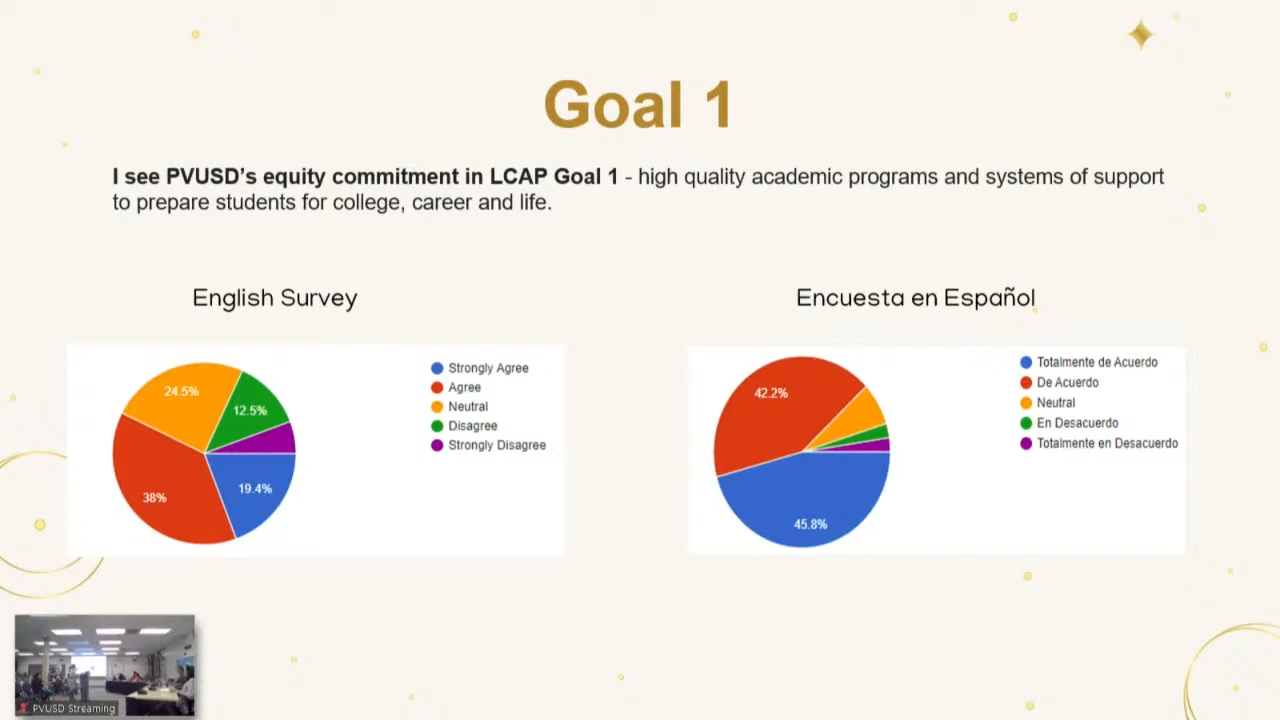 Goal 1
I see PVUSD’s equity commitment in LCAP Goal 1 - high quality academic programs and systems of support
to prepare students for college, career and life.
English Survey
24.5%
12.5%
38%
19.4%
Strongly Agree
Agree
Neutral
Disagree
Strongly Disagree
Encuesta en Español
42.2%
45.8%
Totalmente de Acuerdo
De Acuerdo
Neutral
En Desacuerdo
Totalmente en Desacuerdo
PVUSD Streaming